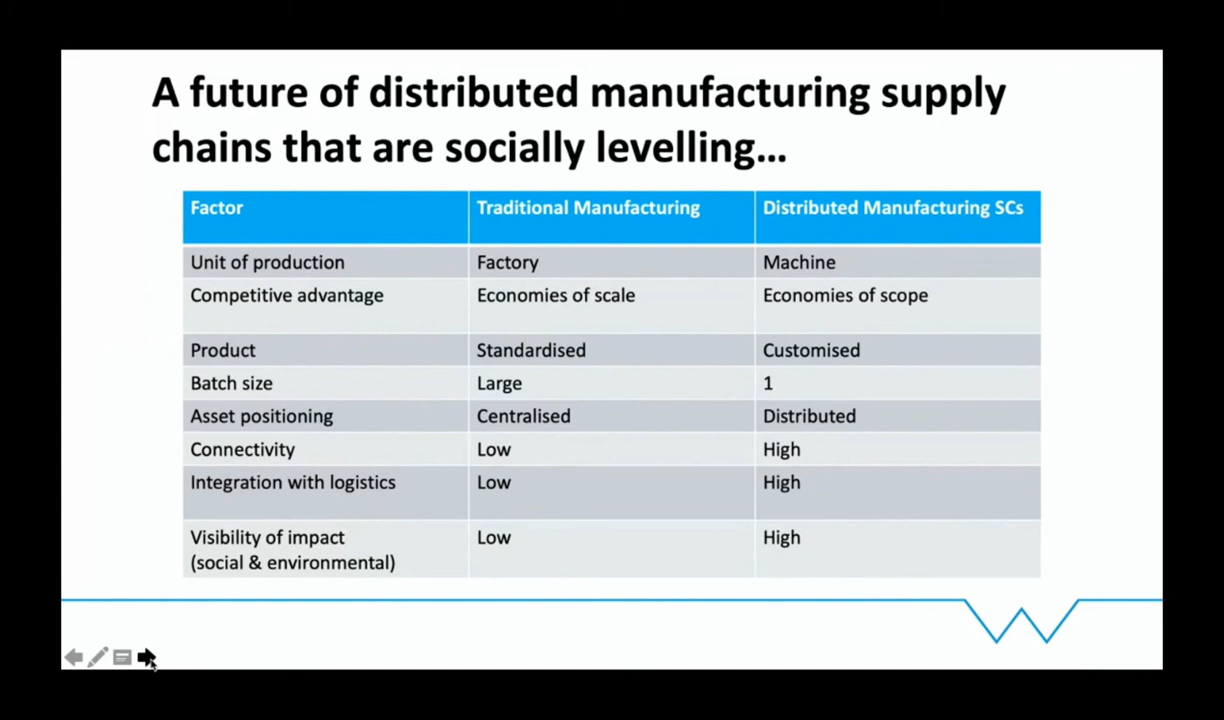 A future of distributed manufacturing supply
chains that are socially levelling...
Factor Traditional Manufacturing Distributed Manufacturing SCs
Unit of production Factory Machine
Competitive advantage Economies of scale Economies of scope
Product Standardised Customised
Batch size Large 1
Asset positioning Centralised Distributed
Connectivity Low High
Integration with logistics Low High
Visibility of impact Low High
(social & environmental)